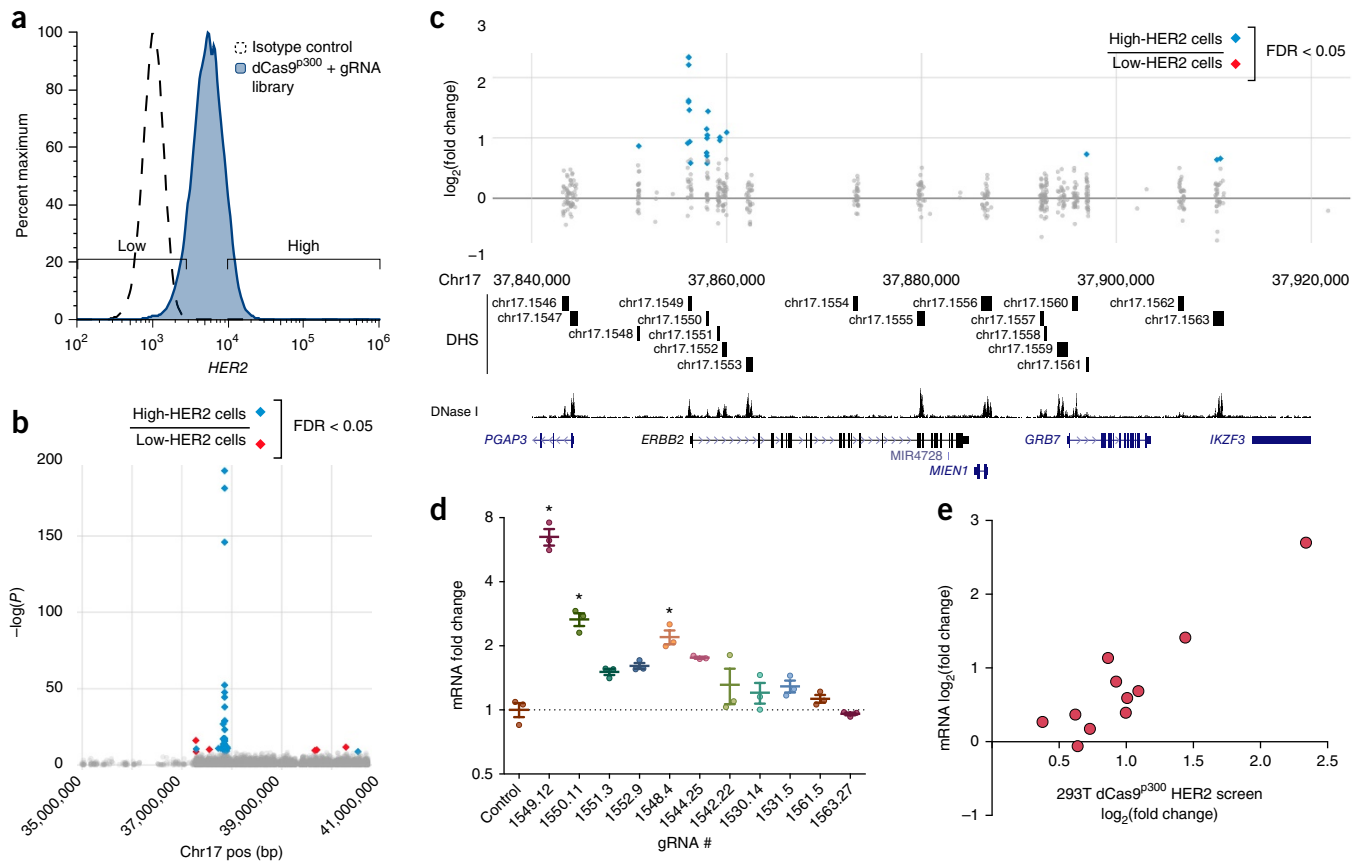 a
Percent maximum
100
80
60
40
20
0
Isotype control
dCas9p300 + gRNA
library
Low
High
10²
10³
10⁴
10⁵
10⁶
HER2
b
High-HER2 cells
Low-HER2 cells
FDR < 0.05
–log(P)
200
150
100
50
0
35,000,000
37,000,000
39,000,000
41,000,000
Chr17 pos (bp)
c
High-HER2 cells
Low-HER2 cells
FDR < 0.05
log2(fold change)
3
2
1
0
–1
Chr17
37,840,000
37,860,000
37,880,000
37,900,000
37,920,000
DHS
chr17.1546
chr17.1549
chr17.1554
chr17.1556
chr17.1560
chr17.1562
chr17.1547
chr17.1550
chr17.1555
chr17.1557
chr17.1563
chr17.1548
chr17.1551
chr17.1558
chr17.1552
chr17.1559
chr17.1553
chr17.1561
DNase I
PGAP3
ERBB2
GRB7
IKZF3
MIR4728
MIEN1
d
mRNA fold change
8
4
2
1
0.5
*
*
*
Control
1549.12
1550.11
1551.3
1552.9
1548.4
1544.25
1542.22
1530.14
1531.5
1561.5
1563.27
gRNA #
e
mRNA log2(fold change)
3
2
1
0
–1
0.5
1.0
1.5
2.0
2.5
293T dCas9p300 HER2 screen
log2(fold change)